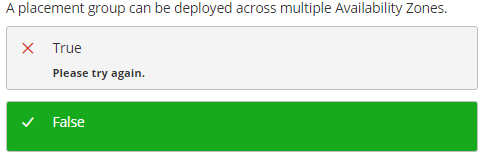 A placement group can be deployed across multiple Availability Zones.
True
Please try again.
False